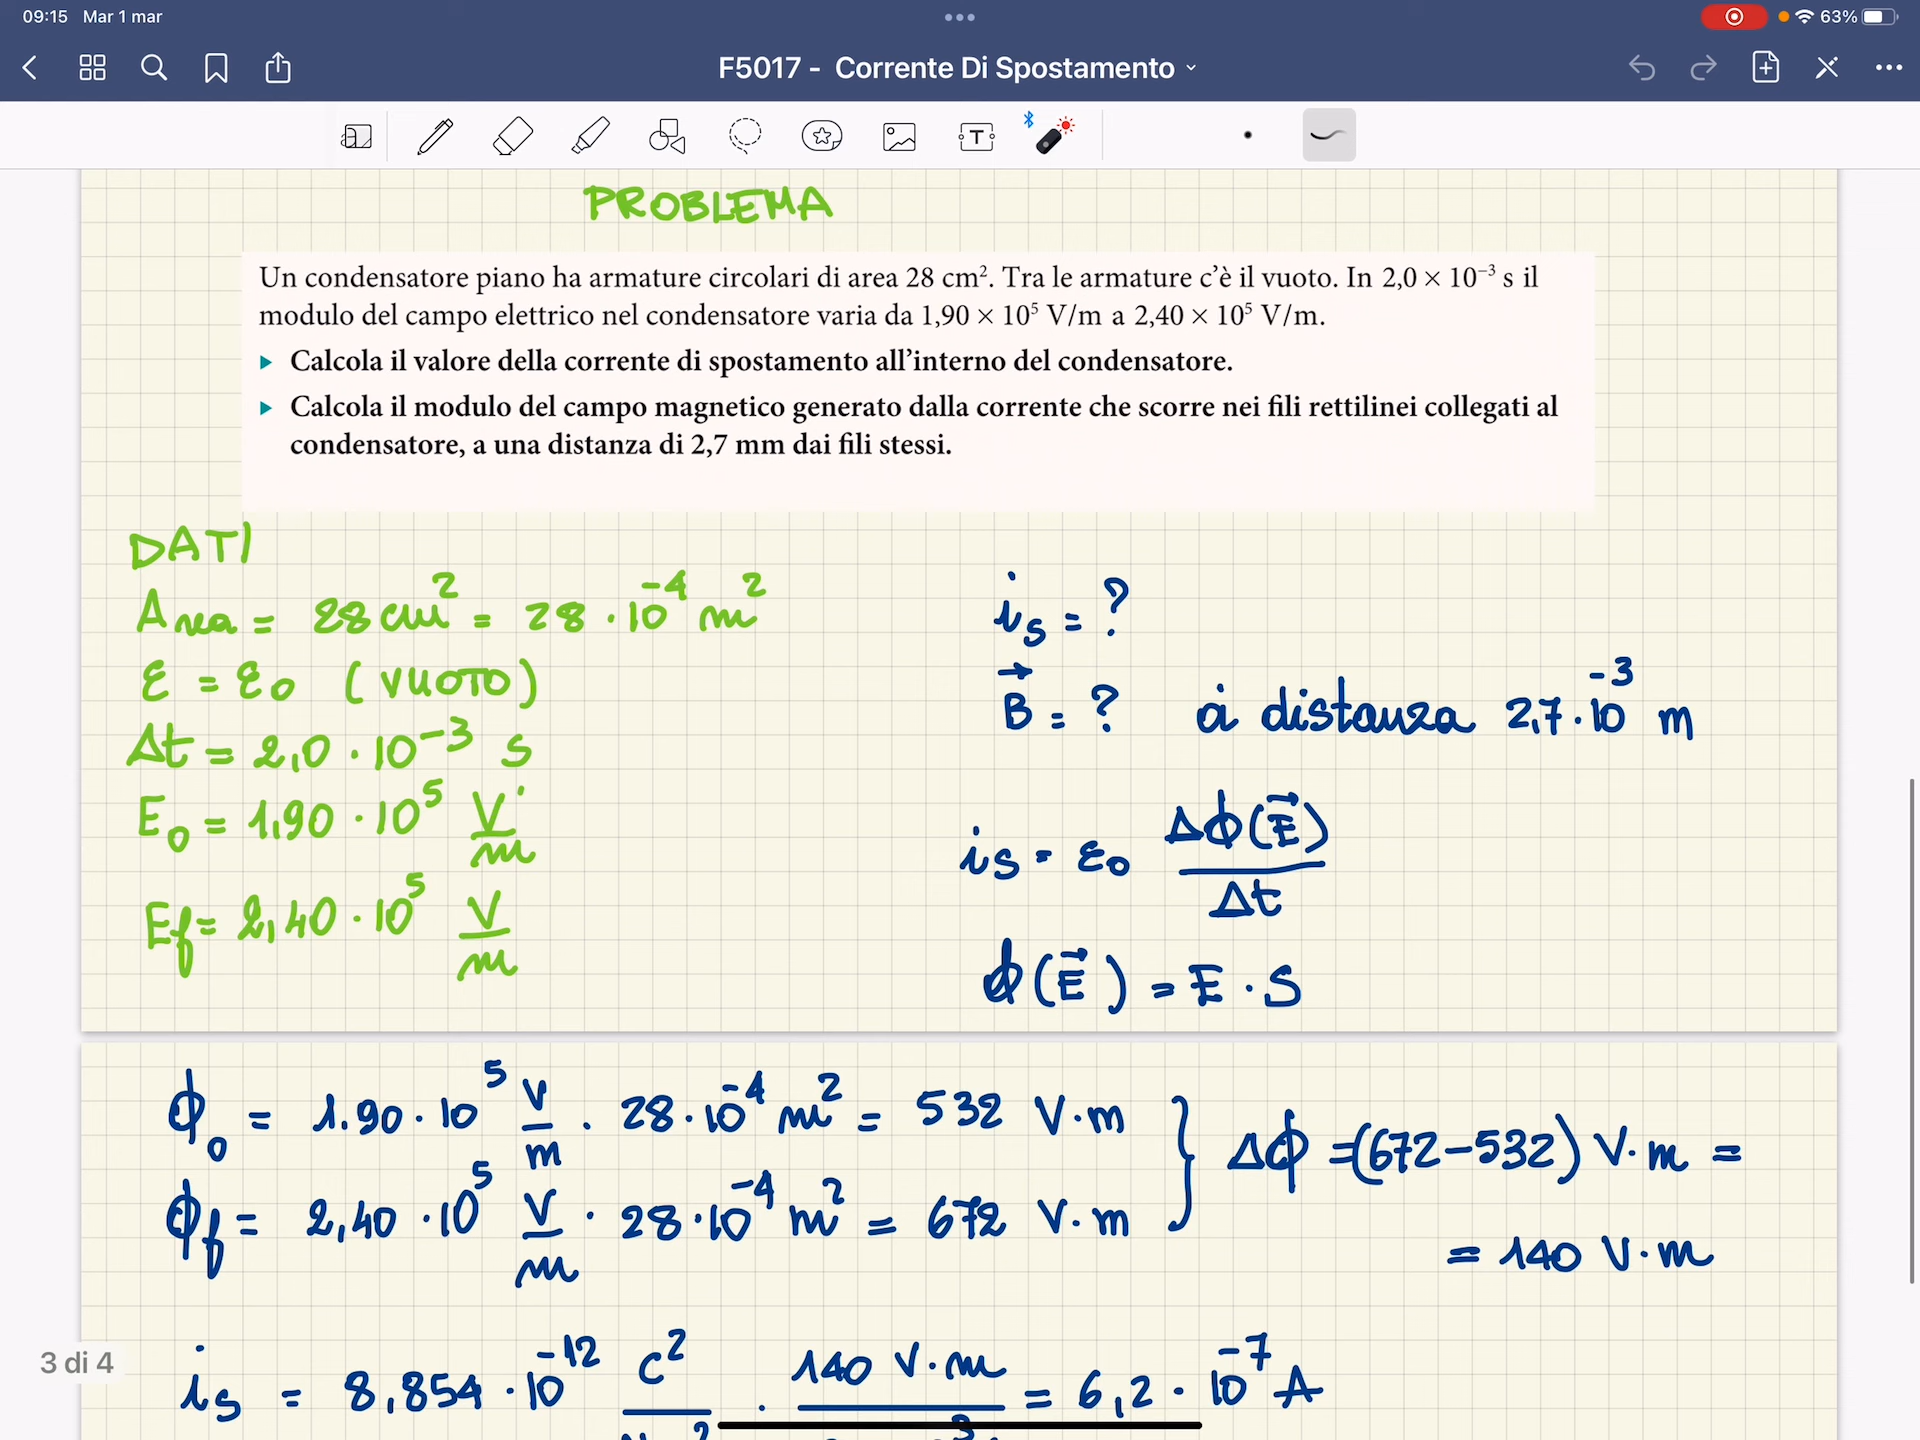 09:15 Mar 1 mar
63%
F5017 - Corrente Di Spostamento
PROBLEMA
Un condensatore piano ha armature circolari di area 28 cm². Tra le armature c'è il vuoto. In 2,0 × 10⁻³ s il
modulo del campo elettrico nel condensatore varia da 1,90 × 10⁵ V/m a 2,40 × 10⁵ V/m.
▶ Calcola il valore della corrente di spostamento all'interno del condensatore.
▶ Calcola il modulo del campo magnetico generato dalla corrente che scorre nei fili rettilinei collegati al
condensatore, a una distanza di 2,7 mm dai fili stessi.
DATI
Area = 28 cm² = 28 · 10⁻⁴ m²
ε = ε₀ (VUOTO)
Δt = 2,0 · 10⁻³ s
E₀ = 1,90 · 10⁵ V/m
Ef = 2,40 · 10⁵ V/m
is = ?
B⃗ = ? a distanza 2,7 · 10⁻³ m
is = ε₀ ΔΦ(E⃗)/Δt
Φ(E⃗) = E · S
Φ₀ = 1.90 · 10⁵ V/m · 28 · 10⁻⁴ m² = 532 V·m
Φf = 2,40 · 10⁵ V/m · 28 · 10⁻⁴ m² = 672 V·m
ΔΦ = (672 – 532) V·m =
= 140 V·m
3 di 4
is = 8,854 · 10⁻¹² C² · 140 V·m = 6,2 · 10⁻⁷ A